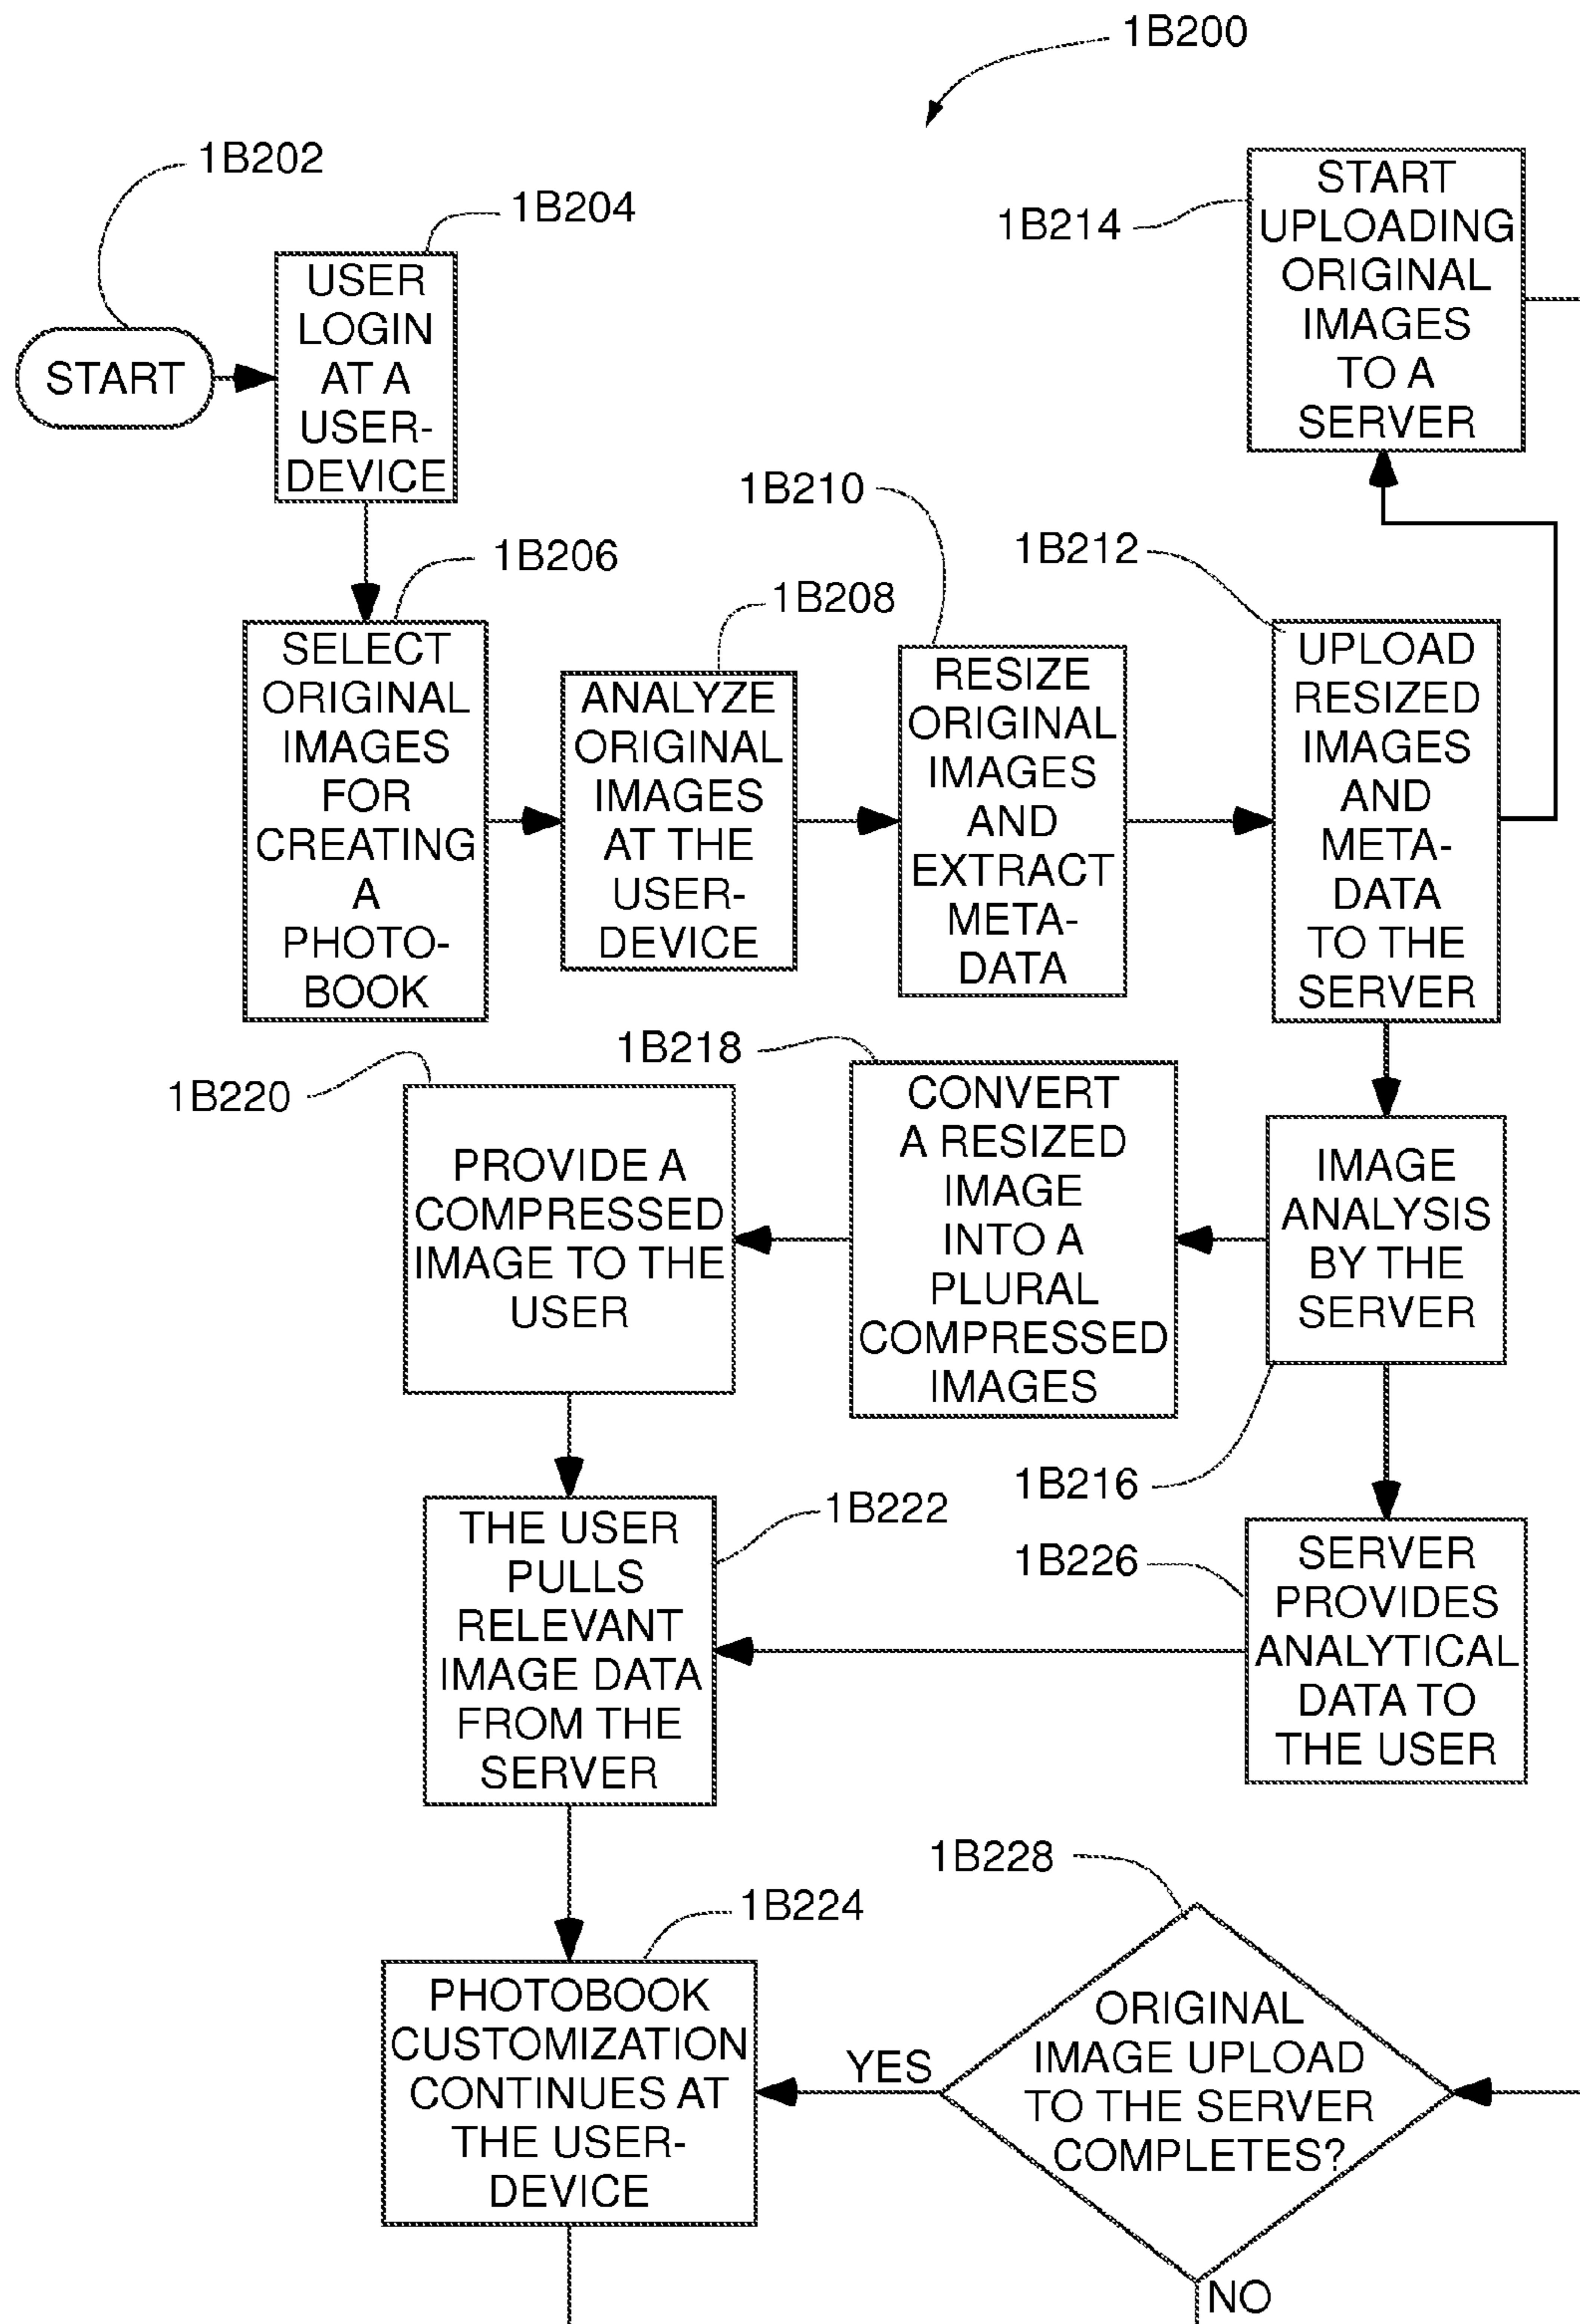 1B200
1B202
START
1B204
USER
LOGIN
AT A
USER-
DEVICE
1B214
START
UPLOADING
ORIGINAL
IMAGES
TO A
SERVER
1B206
SELECT
ORIGINAL
IMAGES
FOR
CREATING
A
PHOTO-
BOOK
1B208
ANALYZE
ORIGINAL
IMAGES
AT THE
USER-
DEVICE
1B210
RESIZE
ORIGINAL
IMAGES
AND
EXTRACT
META-
DATA
1B212
UPLOAD
RESIZED
IMAGES
AND
META-
DATA
TO THE
SERVER
1B220
PROVIDE A
COMPRESSED
IMAGE TO THE
USER
1B218
CONVERT
A RESIZED
IMAGE
INTO A
PLURAL
COMPRESSED
IMAGES
IMAGE
ANALYSIS
BY THE
SERVER
1B216
1B222
THE USER
PULLS
RELEVANT
IMAGE DATA
FROM THE
SERVER
1B226
SERVER
PROVIDES
ANALYTICAL
DATA TO
THE USER
1B224
PHOTOBOOK
CUSTOMIZATION
CONTINUES AT
THE USER-
DEVICE
1B228
YES
ORIGINAL
IMAGE UPLOAD
TO THE SERVER
COMPLETES?
NO